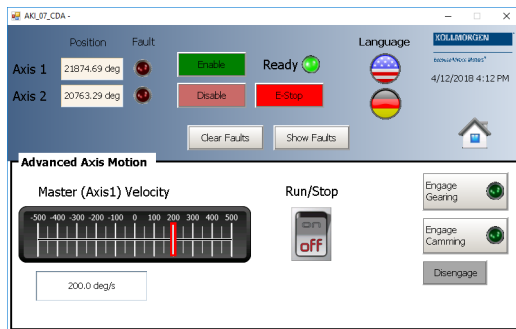 AKI_07_CDA -
Position Fault Language KOLLMORGEN
Because Motion Matters™
Axis 1 21874.69 deg Enable Ready
4/12/2018 4:12 PM
Axis 2 20763.29 deg Disable E-Stop
Clear Faults Show Faults
Advanced Axis Motion
Master (Axis1) Velocity Run/Stop Engage Gearing
-500 -400 -300 -200 -100 0 100 200 300 400 500
on
off
Engage Camming
Disengage
200.0 deg/s